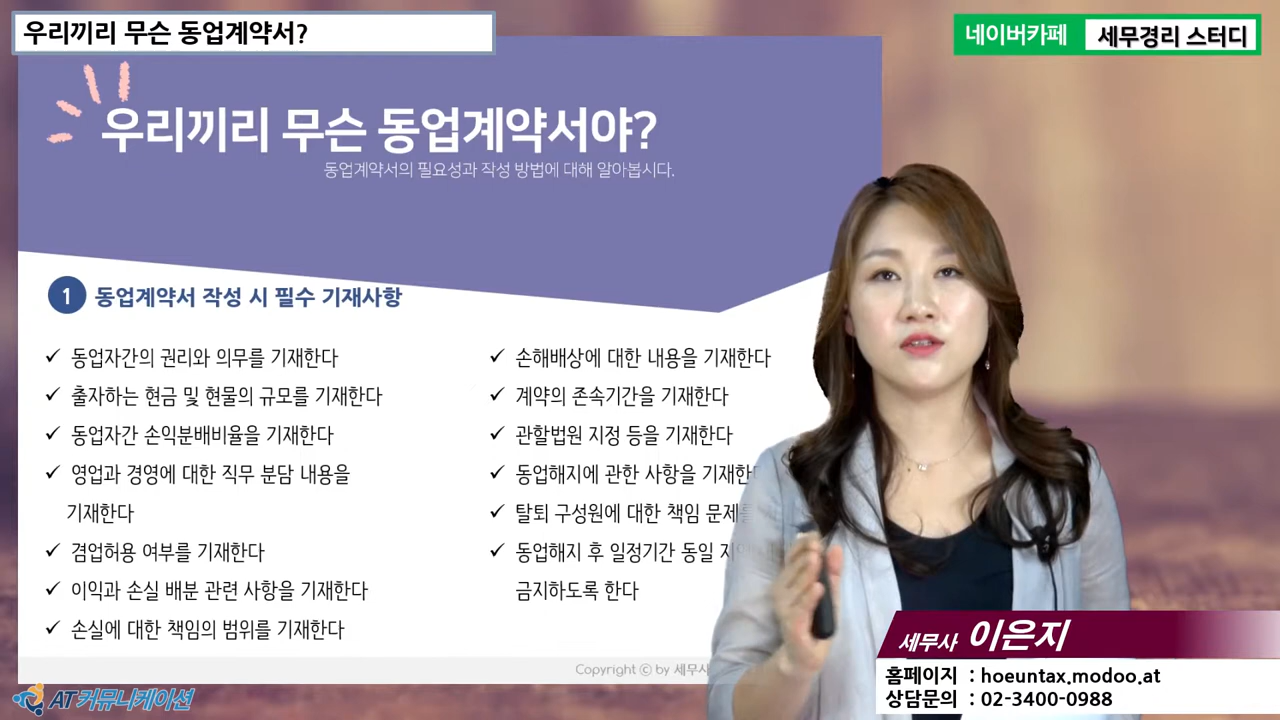 우리끼리 무슨 동업계약서?
네이버카페 세무경리 스터디
우리끼리 무슨 동업계약서야?
동업계약서의 필요성과 작성 방법에 대해 알아봅시다.
1 동업계약서 작성 시 필수 기재사항
동업자간의 권리와 의무를 기재한다
출자하는 현금 및 현물의 규모를 기재한다
동업자간 손익분배비율을 기재한다
영업과 경영에 대한 직무 분담 내용을
기재한다
겸업허용 여부를 기재한다
이익과 손실 배분 관련 사항을 기재한다
손실에 대한 책임의 범위를 기재한다
손해배상에 대한 내용을 기재한다
계약의 존속기간을 기재한다
관할법원 지정 등을 기재한다
동업해지에 관한 사항을 기재한
탈퇴 구성원에 대한 책임 문제
동업해지 후 일정기간 동일
금지하도록 한다
Copyright ⓒ by 세무사
세무사 이은지
홈페이지 : hoeuntax.modoo.at
상담문의 : 02-3400-0988
AT커뮤니케이션